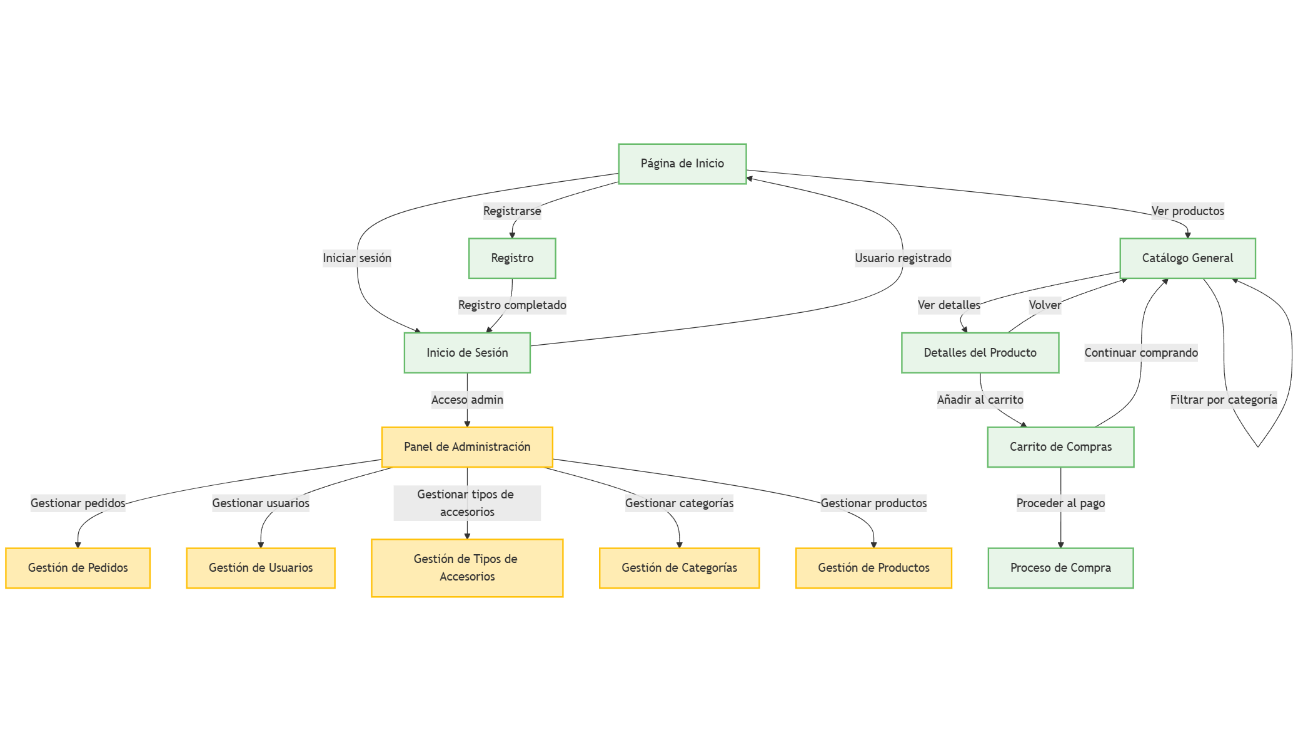 Página de Inicio
Registrarse
Ver productos
Iniciar sesión
Registro
Usuario registrado
Catálogo General
Registro completado
Ver detalles
Volver
Inicio de Sesión
Detalles del Producto
Continuar comprando
Acceso admin
Añadir al carrito
Filtrar por categoría
Panel de Administración
Carrito de Compras
Gestionar pedidos
Gestionar usuarios
Gestionar tipos de
accesorios
Gestionar categorías
Gestionar productos
Proceder al pago
Gestión de Pedidos
Gestión de Usuarios
Gestión de Tipos de
Accesorios
Gestión de Categorías
Gestión de Productos
Proceso de Compra